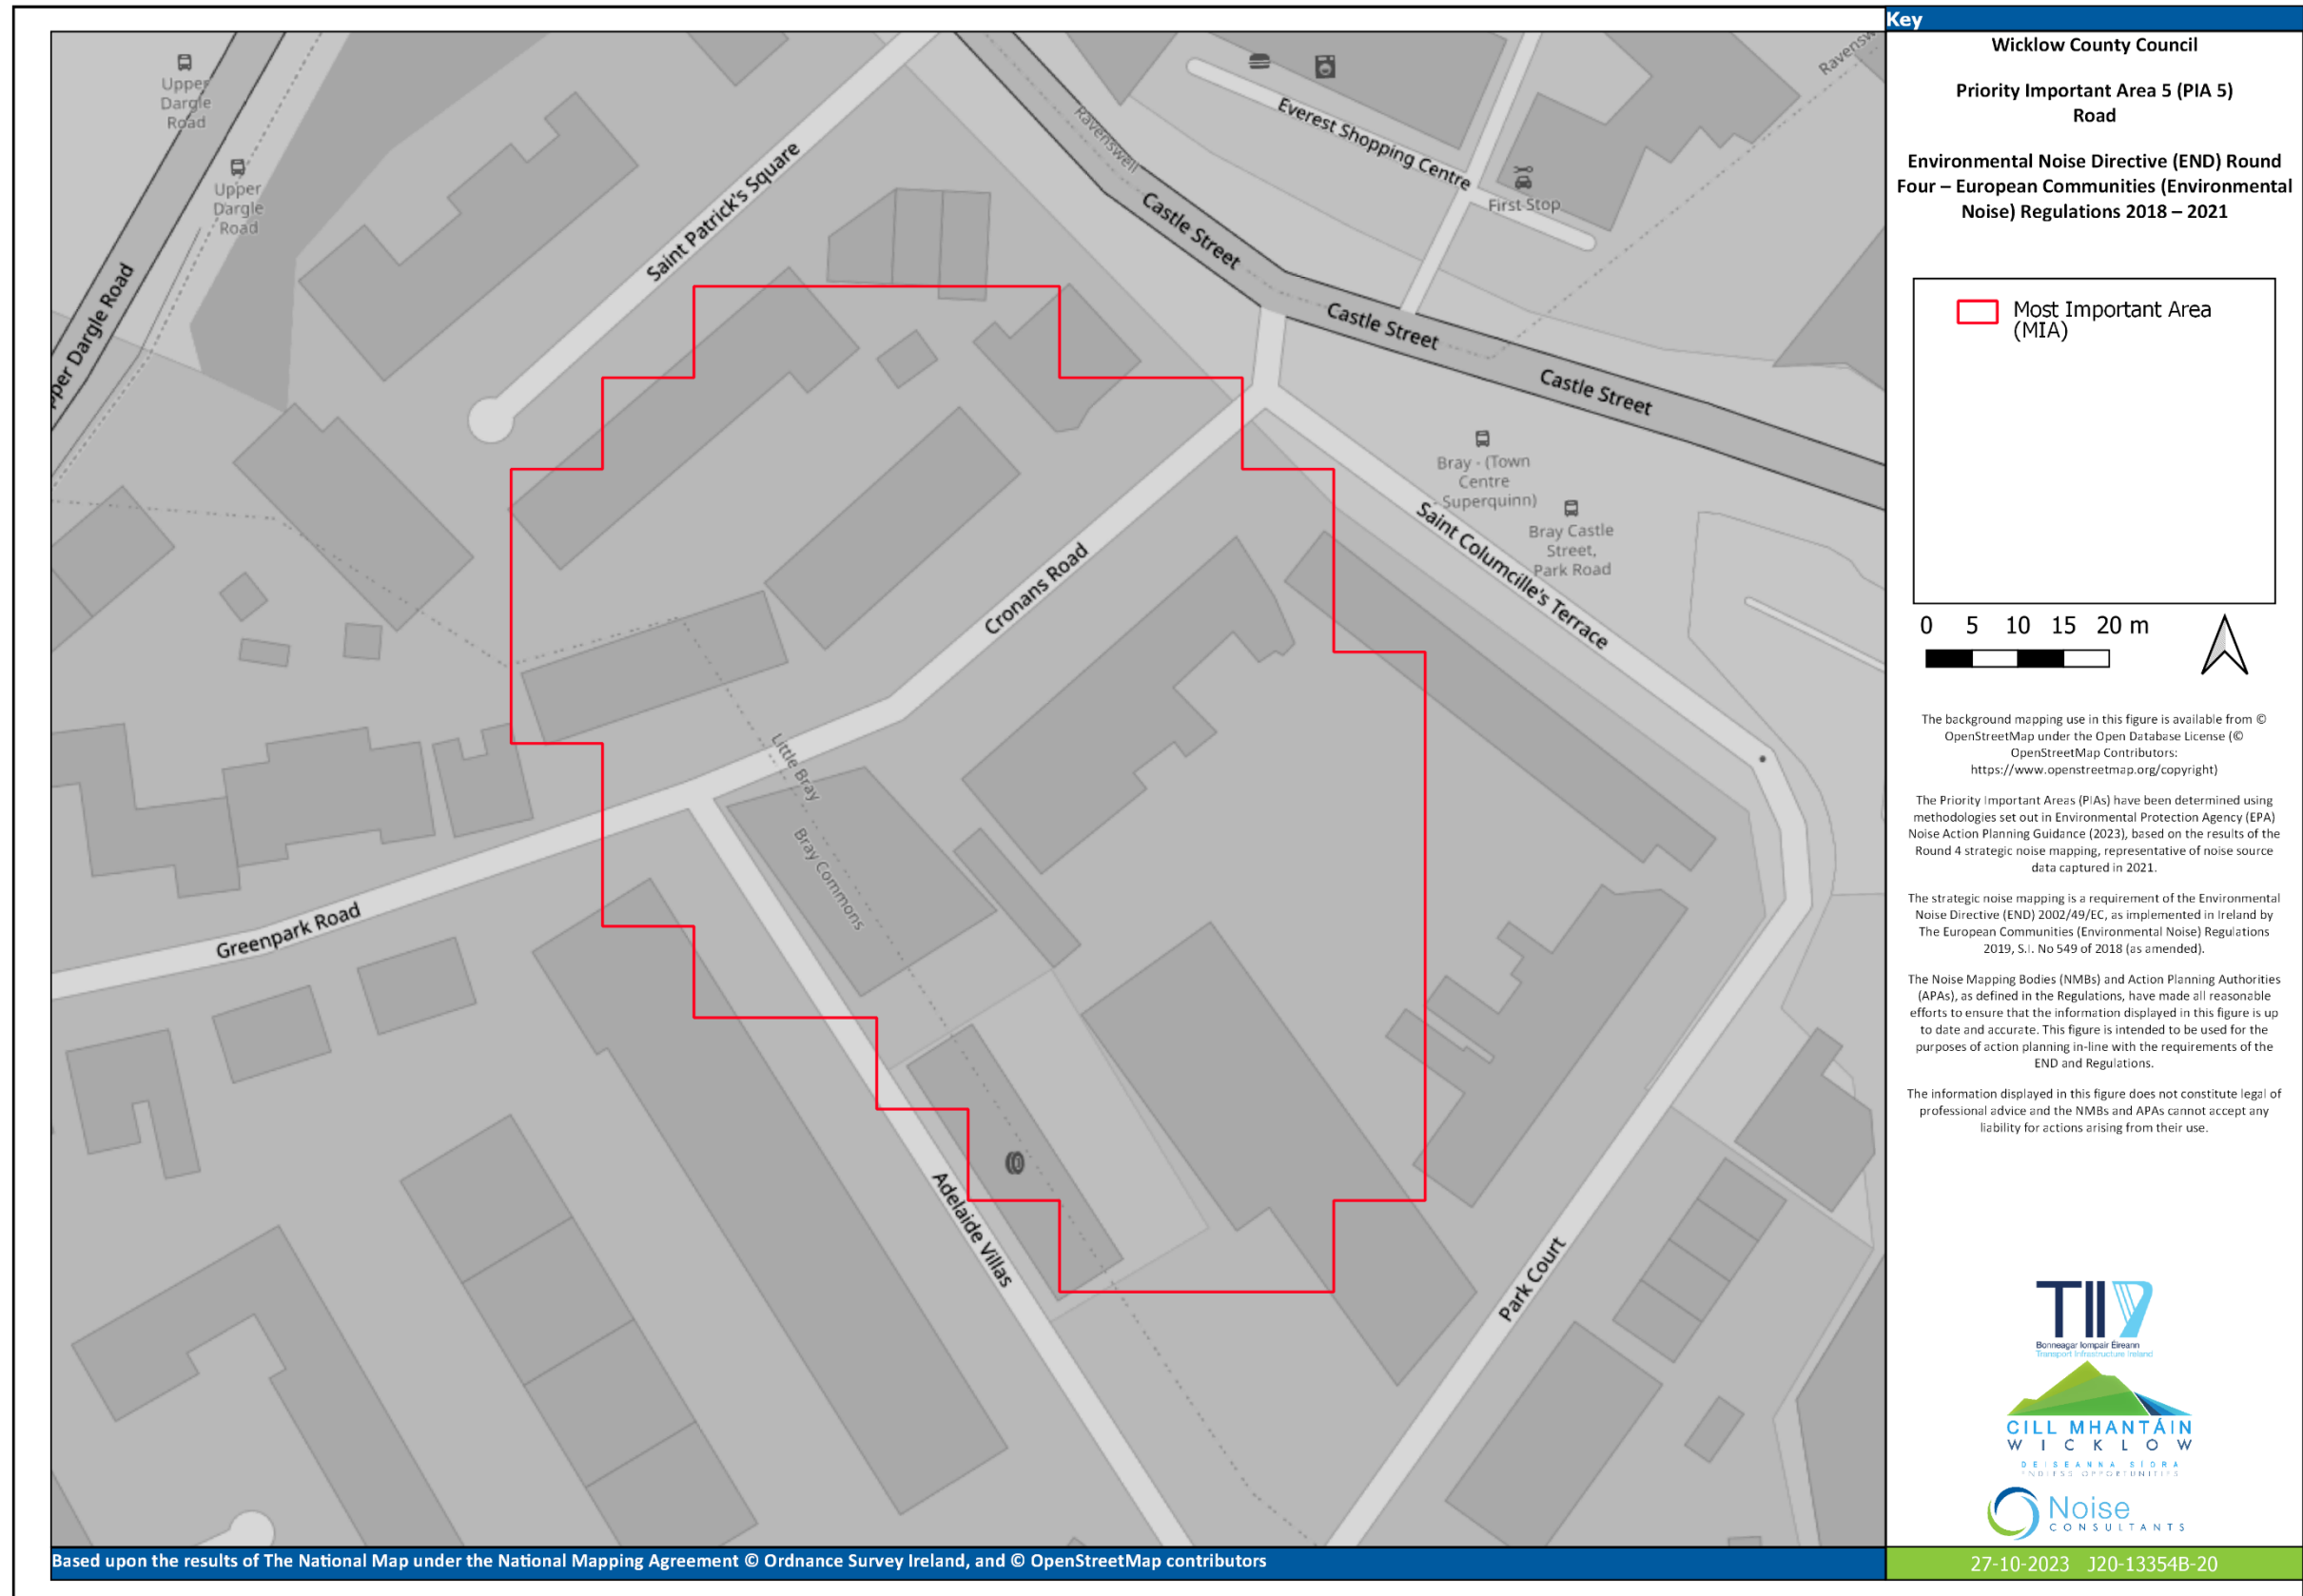 Key
Wicklow County Council
Priority Important Area 5 (PIA 5)
Road
Environmental Noise Directive (END) Round
Four – European Communities (Environmental
Noise) Regulations 2018 – 2021
Most Important Area
(MIA)
0 5 10 15 20 m
The background mapping use in this figure is available from ©
OpenStreetMap under the Open Database License (©
OpenStreetMap Contributors:
https://www.openstreetmap.org/copyright)
The Priority Important Areas (PIAs) have been determined using
methodologies set out in Environmental Protection Agency (EPA)
Noise Action Planning Guidance (2023), based on the results of the
Round 4 strategic noise mapping, representative of noise source
data captured in 2021.
The strategic noise mapping is a requirement of the Environmental
Noise Directive (END) 2002/49/EC, as implemented in Ireland by
The European Communities (Environmental Noise) Regulations
2019, S.I. No 549 of 2018 (as amended).
The Noise Mapping Bodies (NMBs) and Action Planning Authorities
(APAs), as defined in the Regulations, have made all reasonable
efforts to ensure that the information displayed in this figure is up
to date and accurate. This figure is intended to be used for the
purposes of action planning in-line with the requirements of the
END and Regulations.
The information displayed in this figure does not constitute legal of
professional advice and the NMBs and APAs cannot accept any
liability for actions arising from their use.
TII
Bonneagar Iompair Éireann
Transport Infrastructure Ireland
CILL MHANTÁIN
WICKLOW
DEISEANNA SÍORA
ENDLESS OPPORTUNITIES
Noise
CONSULTANTS
27-10-2023 J20-13354B-20
Upper
Dargle
Road
Upper
Dargle
Road
pper Dargle Road
Saint Patrick's Square
Ravenswell
Castle Street
Everest Shopping Centre
First Stop
Ravensw
Castle Street
Castle Street
Bray - (Town
Centre
- Superquinn)
Bray Castle
Street,
Park Road
Saint Columcille's Terrace
Cronans Road
Little Bray
Bray Commons
Greenpark Road
Adelaide Villas
Park Court
Based upon the results of The National Map under the National Mapping Agreement © Ordnance Survey Ireland, and © OpenStreetMap contributors